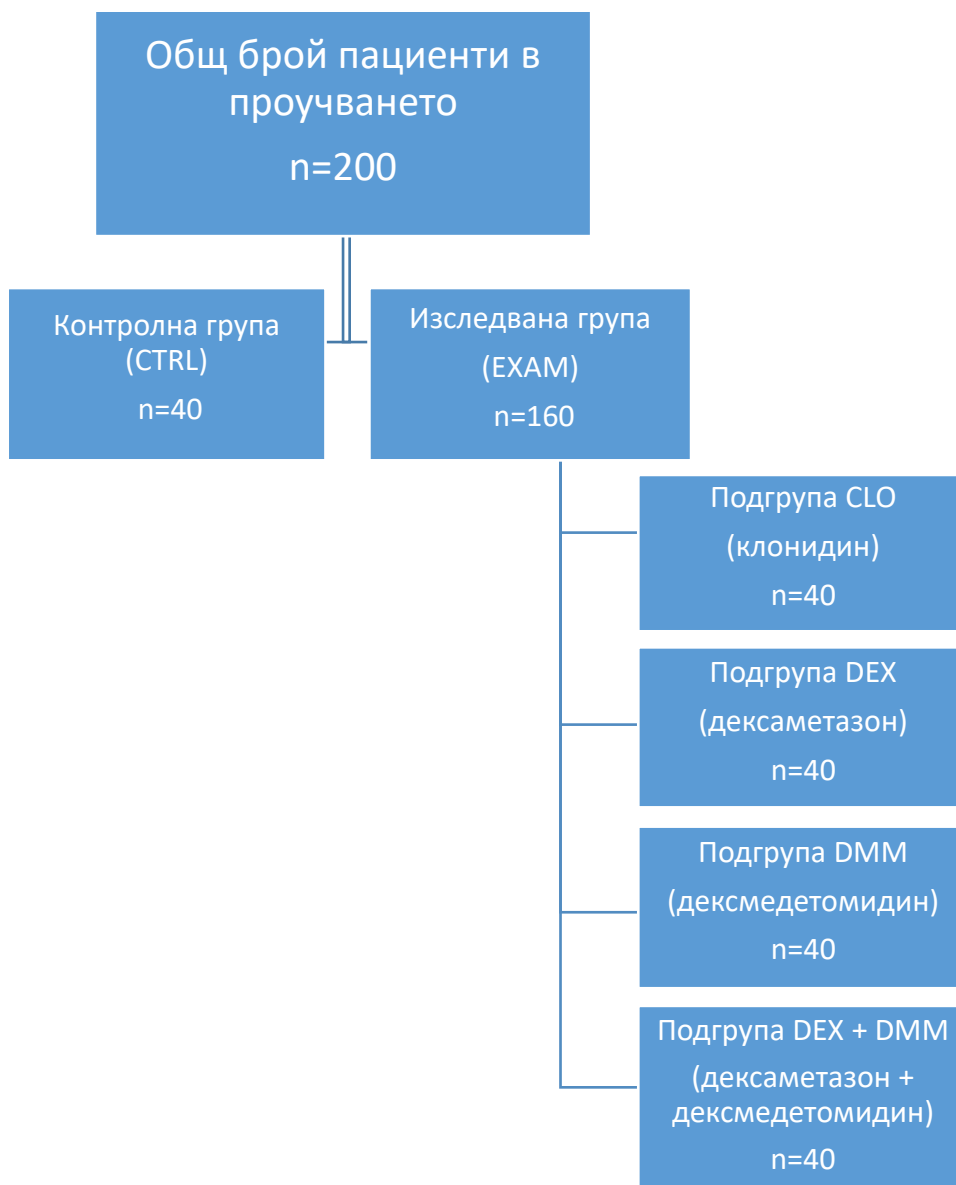 Общ брой пациенти в
проучването
n=200
Контролна група
(CTRL)
n=40
Изследвана група
(EXAM)
n=160
Подгрупа CLO
(клонидин)
n=40
Подгрупа DEX
(дексаметазон)
n=40
Подгрупа DMM
(дексмедетомидин)
n=40
Подгрупа DEX + DMM
(дексаметазон +
дексмедетомидин)
n=40